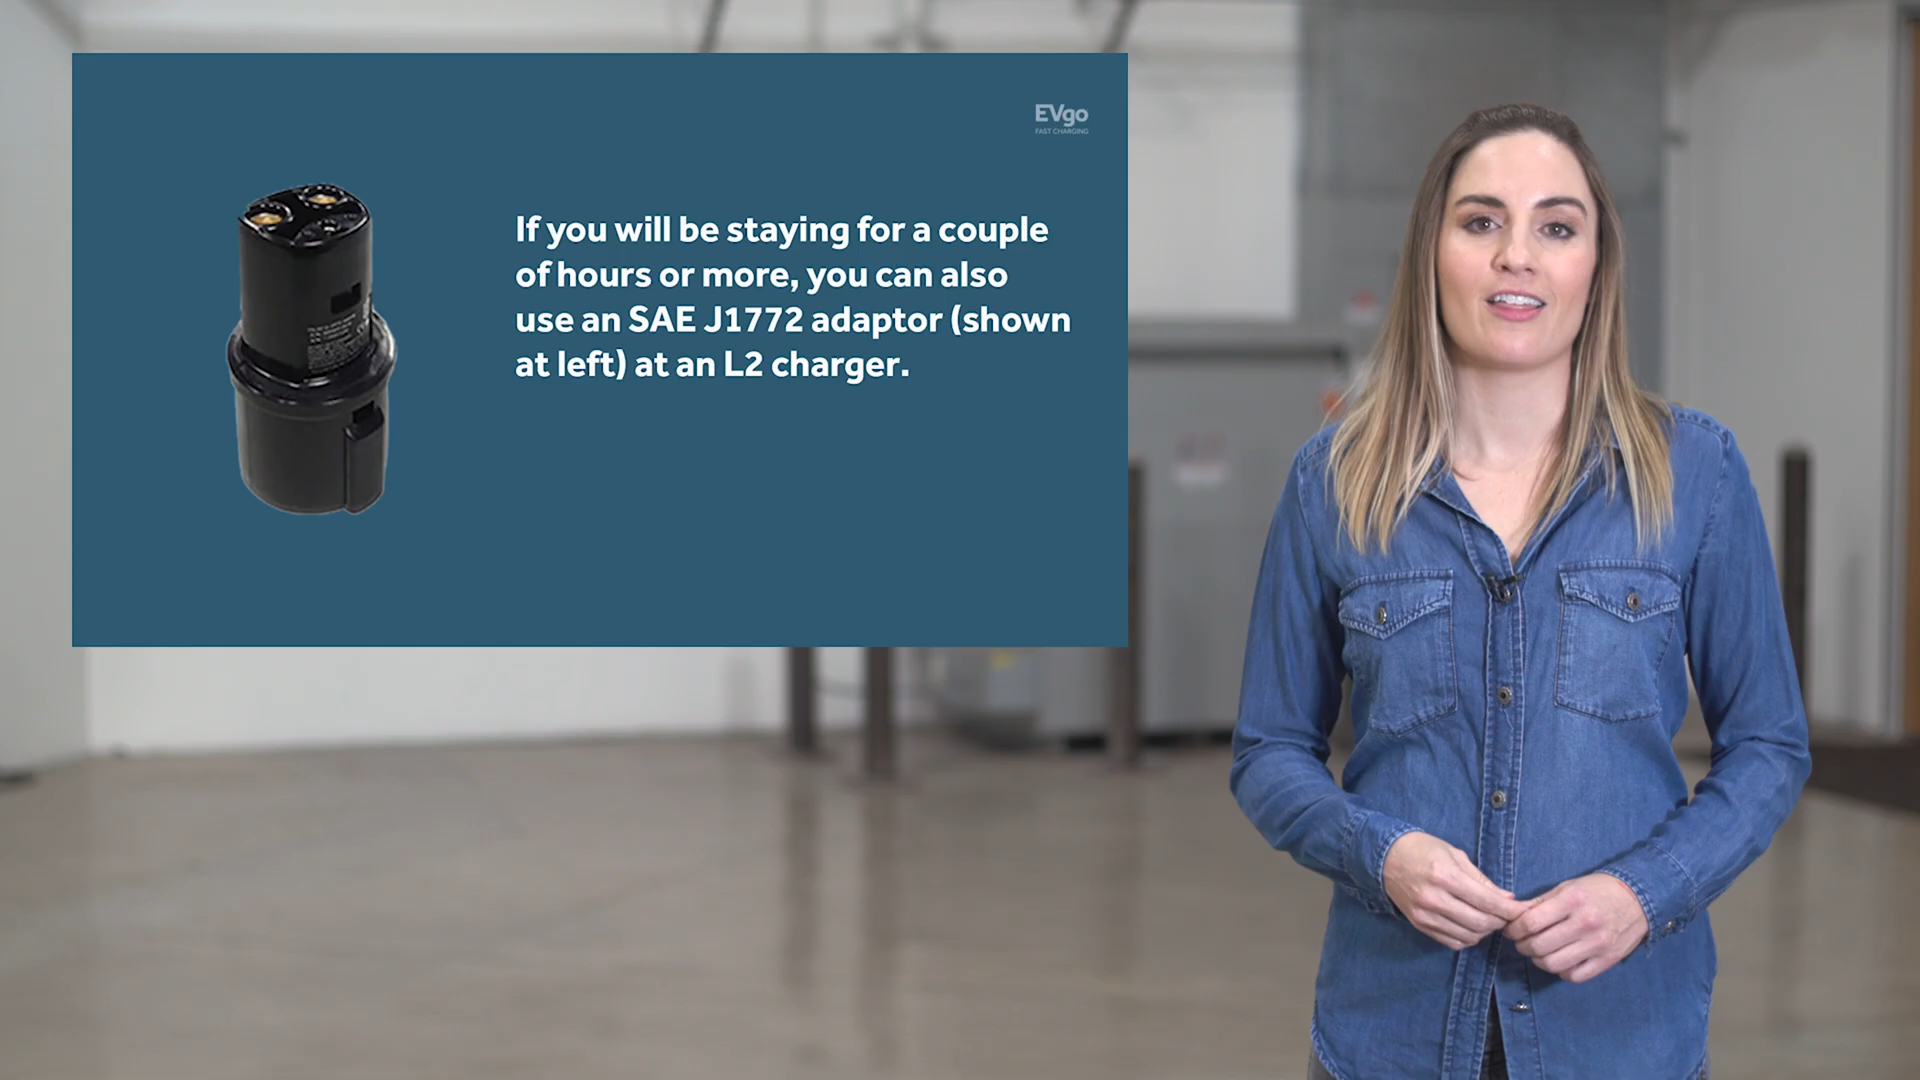 EVgo
FAST CHARGING
If you will be staying for a couple
of hours or more, you can also
use an SAE J1772 adaptor (shown
at left) at an L2 charger.